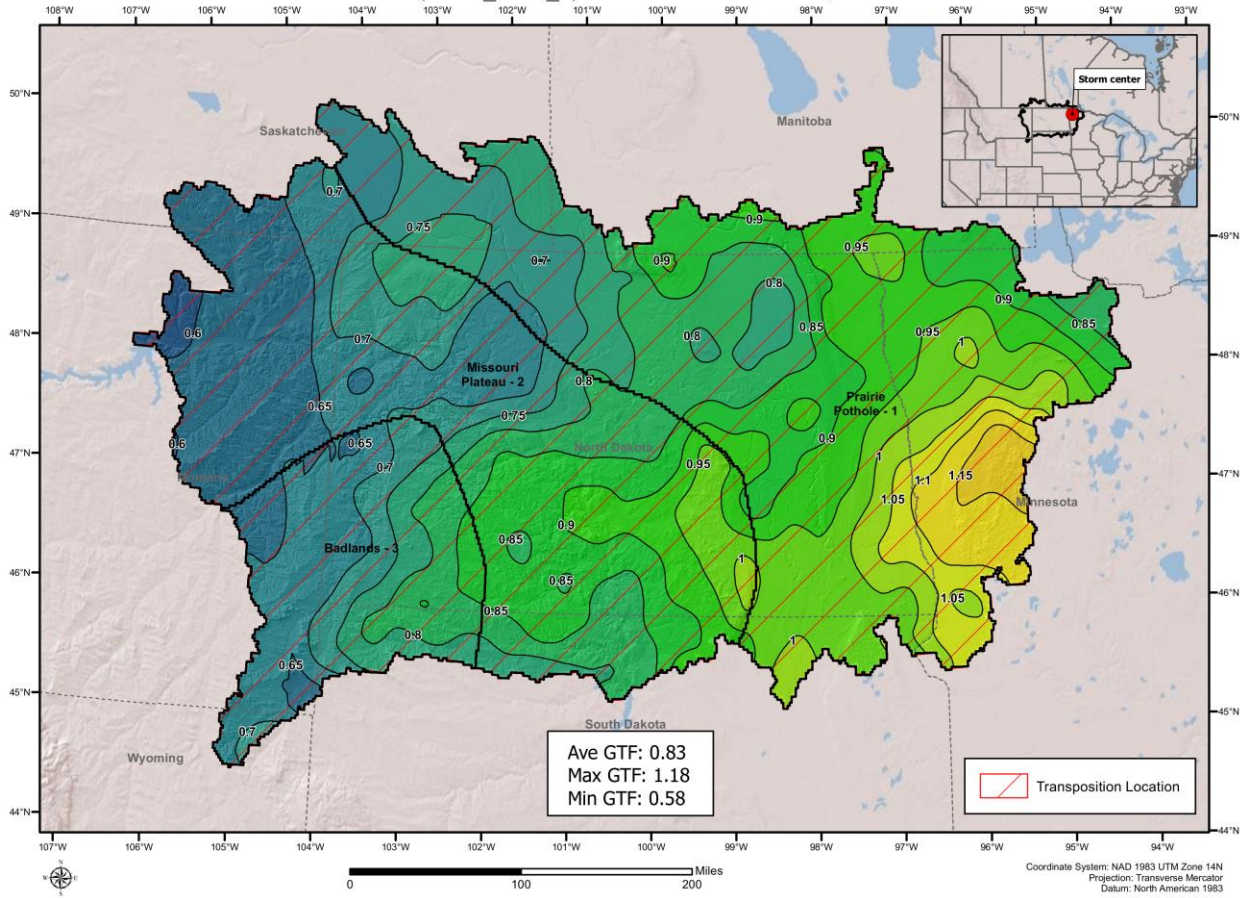 108°W 107°W 106°W 105°W 104°W 103°W 102°W 101°W 100°W 99°W 98°W 97°W 96°W 95°W 94°W 93°W
Storm center
50°N
50°N
Saskatchewan
Manitoba
0.7
49°N
0.75
0.9
0.95
49°N
0.7
0.9
0.8
0.9
0.6
0.85
0.95
0.85
48°N
0.7
0.8
1
48°N
Missouri
Plateau - 2
0.8
Prairie
Pothole - 1
0.65
0.75
0.6
0.65
North Dakota
0.9
47°N
0.7
0.95
1
47°N
Montana
1.1
1.15
1.05
Minnesota
0.9
Badlands - 3
0.85
46°N
0.85
1
46°N
0.85
1.05
0.8
1
0.65
45°N
45°N
0.7
South Dakota
Wyoming
Ave GTF: 0.83
Max GTF: 1.18
Min GTF: 0.58
Transposition Location
44°N
44°N
107°W 106°W 105°W 104°W 103°W 102°W 101°W 100°W 99°W 98°W 97°W 96°W 95°W 94°W
N
W
E
S
Miles
0 100 200
Coordinate System: NAD 1983 UTM Zone 14N
Projection: Transverse Mercator
Datum: North American 1983